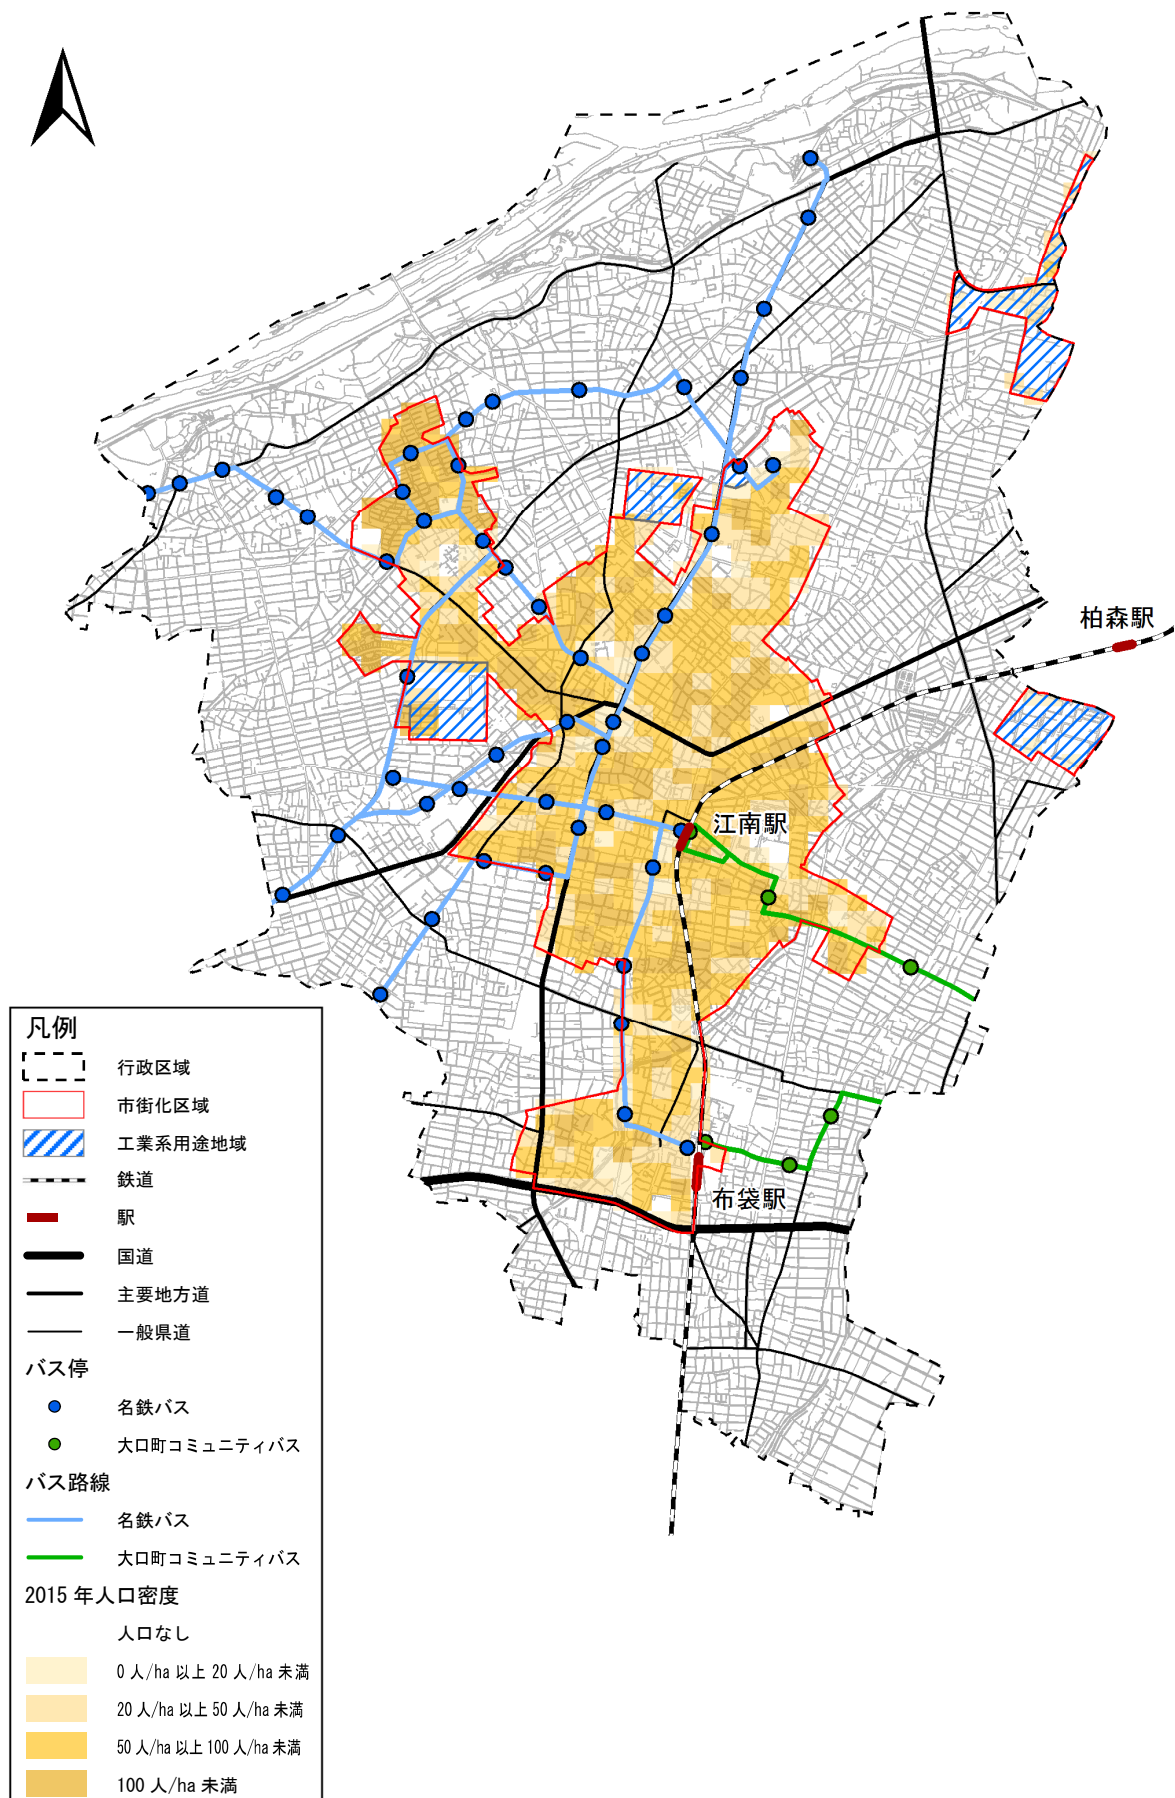 柏森駅
江南駅
布袋駅
凡例
行政区域
市街化区域
工業系用途地域
鉄道
駅
国道
主要地方道
一般県道
バス停
名鉄バス
大口町コミュニティバス
バス路線
名鉄バス
大口町コミュニティバス
2015 年人口密度
人口なし
0 人/ha 以上 20 人/ha 未満
20 人/ha 以上 50 人/ha 未満
50 人/ha 以上 100 人/ha 未満
100 人/ha 未満